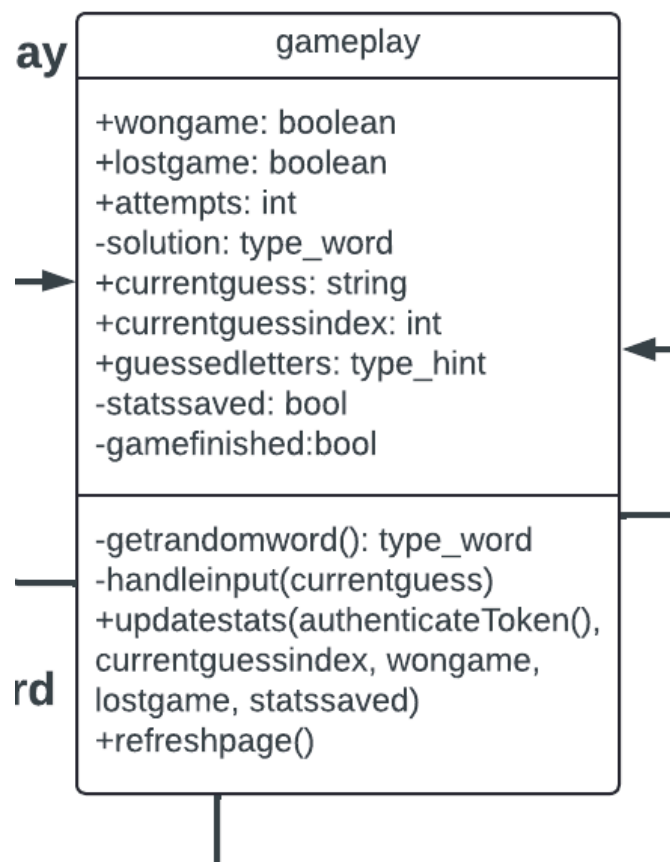 ay
gameplay
+wongame: boolean
+lostgame: boolean
+attempts: int
-solution: type_word
+currentguess: string
+currentguessindex: int
+guessedletters: type_hint
-statssaved: bool
-gamefinished:bool
-getrandomword(): type_word
-handleinput(currentguess)
+updatestats(authenticateToken(),
currentguessindex, wongame,
lostgame, statssaved)
+refreshpage()
rd